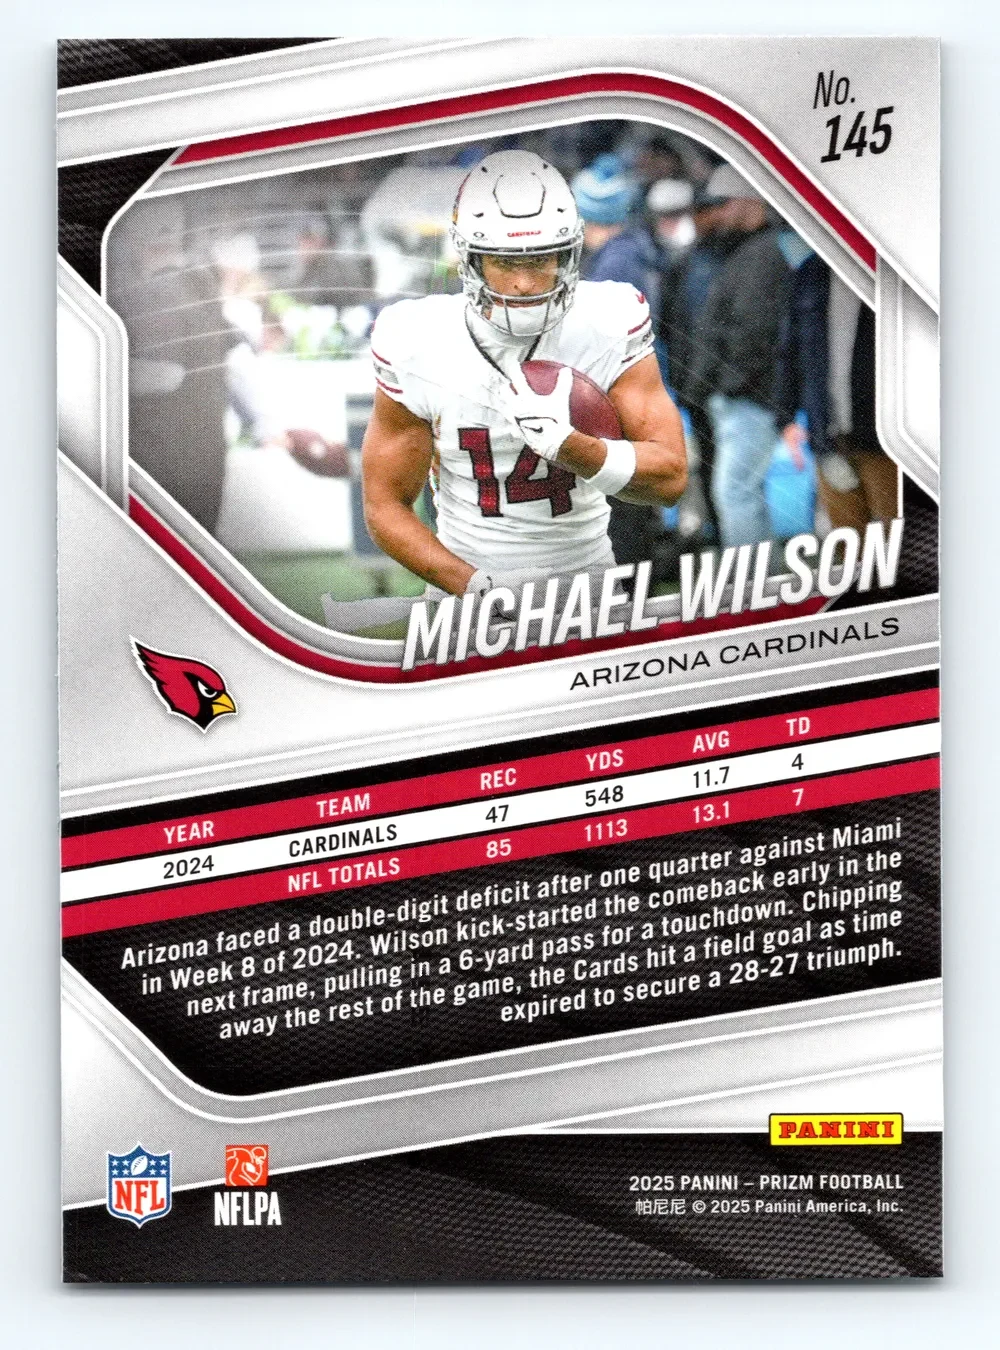 No.
145
CARDINALS
14
MICHAEL WILSON
ARIZONA CARDINALS
YEAR TEAM REC YDS AVG TD
2024 CARDINALS 47 548 11.7 4
NFL TOTALS 85 1113 13.1 7
Arizona faced a double-digit deficit after one quarter against Miami
in Week 8 of 2024. Wilson kick-started the comeback early in the
next frame, pulling in a 6-yard pass for a touchdown. Chipping
away the rest of the game, the Cards hit a field goal as time
expired to secure a 28-27 triumph.
PANINI
NFL
NFLPA
2025 PANINI – PRIZM FOOTBALL
帕尼尼 © 2025 Panini America, Inc.